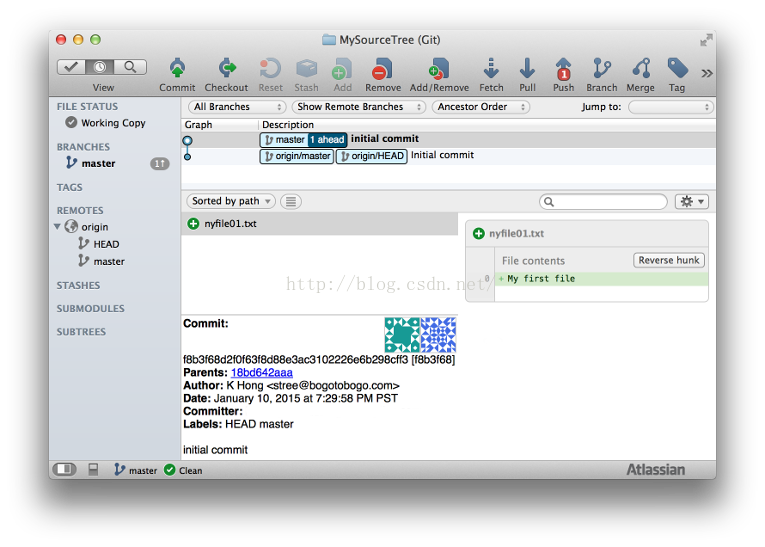 MySourceTree (Git)
View Commit Checkout Reset Stash Add Remove Add/Remove Fetch Pull 1 Push Branch Merge Tag »
FILE STATUS
Working Copy
BRANCHES
master 1↑
TAGS
REMOTES
origin
HEAD
master
STASHES
SUBMODULES
SUBTREES
All Branches Show Remote Branches Ancestor Order Jump to:
Graph Description
master 1 ahead initial commit
origin/master origin/HEAD Initial commit
Sorted by path
nyfile01.txt
nyfile01.txt
File contents Reverse hunk
0 + My first file
http://blog.csdn.net/
Commit:
f8b3f68d2f0f63f8d88e3ac3102226e6b298cff3 [f8b3f68]
Parents: 18bd642aaa
Author: K Hong <stree@bogotobogo.com>
Date: January 10, 2015 at 7:29:58 PM PST
Committer:
Labels: HEAD master
initial commit
master Clean Atlassian